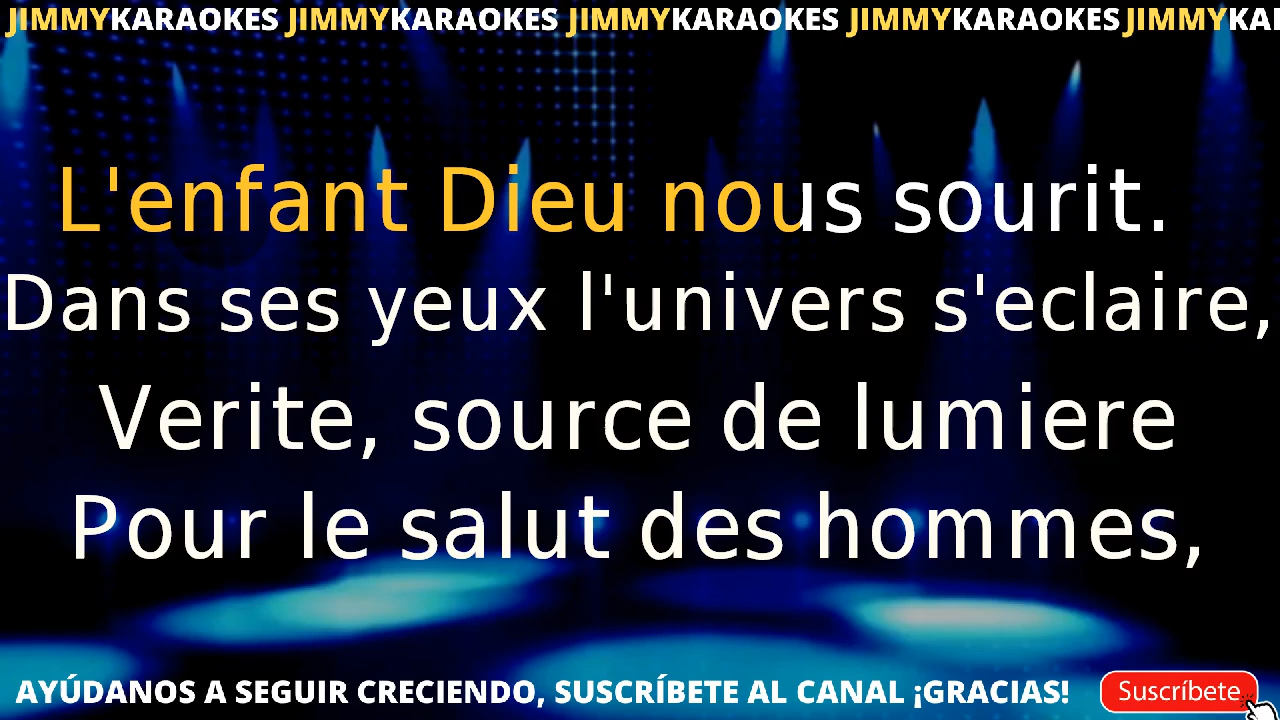 JIMMYKARAOKES JIMMYKARAOKES JIMMYKARAOKES JIMMYKARAOKES JIMMYKA
L'enfant Dieu nous sourit.
Dans ses yeux l'univers s'eclaire,
Verite, source de lumiere
Pour le salut des hommes,
AYÚDANOS A SEGUIR CRECIENDO, SUSCRÍBETE AL CANAL ¡GRACIAS! Suscríbete